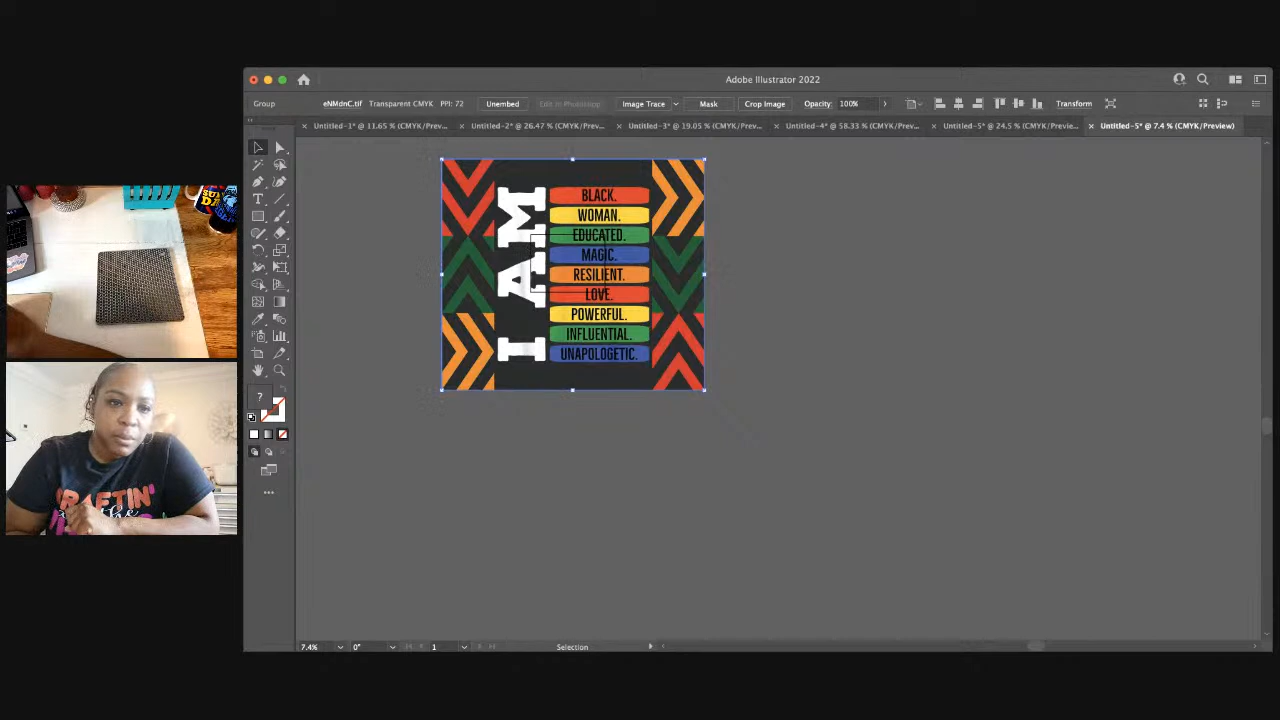 Adobe Illustrator 2022
Group
eNMdnC.tif
Transparent CMYK
PPI: 72
Unembed
Edit in Photoshop
Image Trace
Mask
Crop Image
Opacity:
100%
Transform
Untitled-1* @ 11.65 % (CMYK/Prev...
Untitled-2* @ 26.47 % (CMYK/Prev...
Untitled-3* @ 19.05 % (CMYK/Prev...
Untitled-4* @ 58.33 % (CMYK/Prev...
Untitled-5* @ 24.5 % (CMYK/Previe...
Untitled-5* @ 7.4 % (CMYK/Preview)
I AM
BLACK.
WOMAN.
EDUCATED.
MAGIC.
RESILIENT.
LOVE.
POWERFUL.
INFLUENTIAL.
UNAPOLOGETIC.
?
7.4%
0°
1
Selection